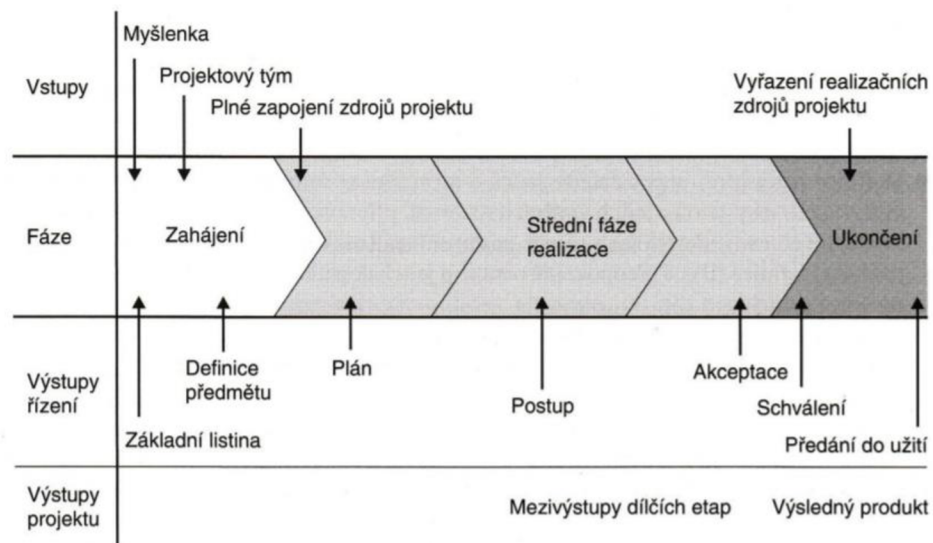 Myšlenka
Vstupy
Projektový tým
Plné zapojení zdrojů projektu
Vyřazení realizačních
zdrojů projektu
Fáze
Zahájení
Střední fáze
realizace
Ukončení
Výstupy
řízení
Definice
předmětu
Plán
Akceptace
Postup
Schválení
Základní listina
Předání do užití
Výstupy
projektu
Mezivýstupy dílčích etap
Výsledný produkt